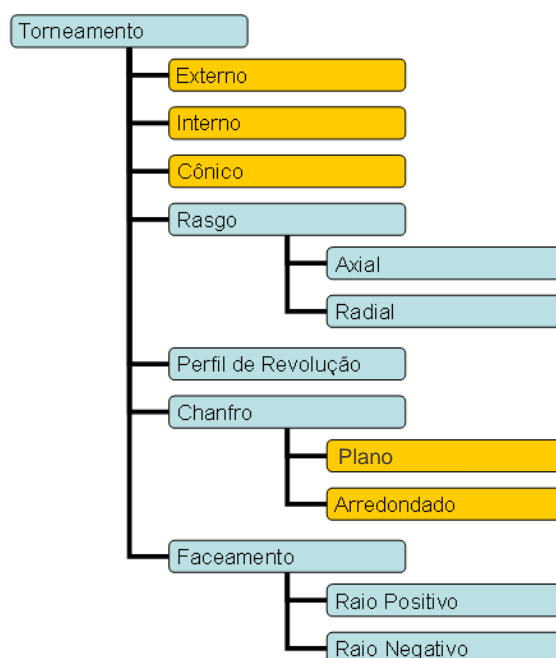 Torneamento
Externo
Interno
Cônico
Rasgo
Axial
Radial
Perfil de Revolução
Chanfro
Plano
Arredondado
Faceamento
Raio Positivo
Raio Negativo